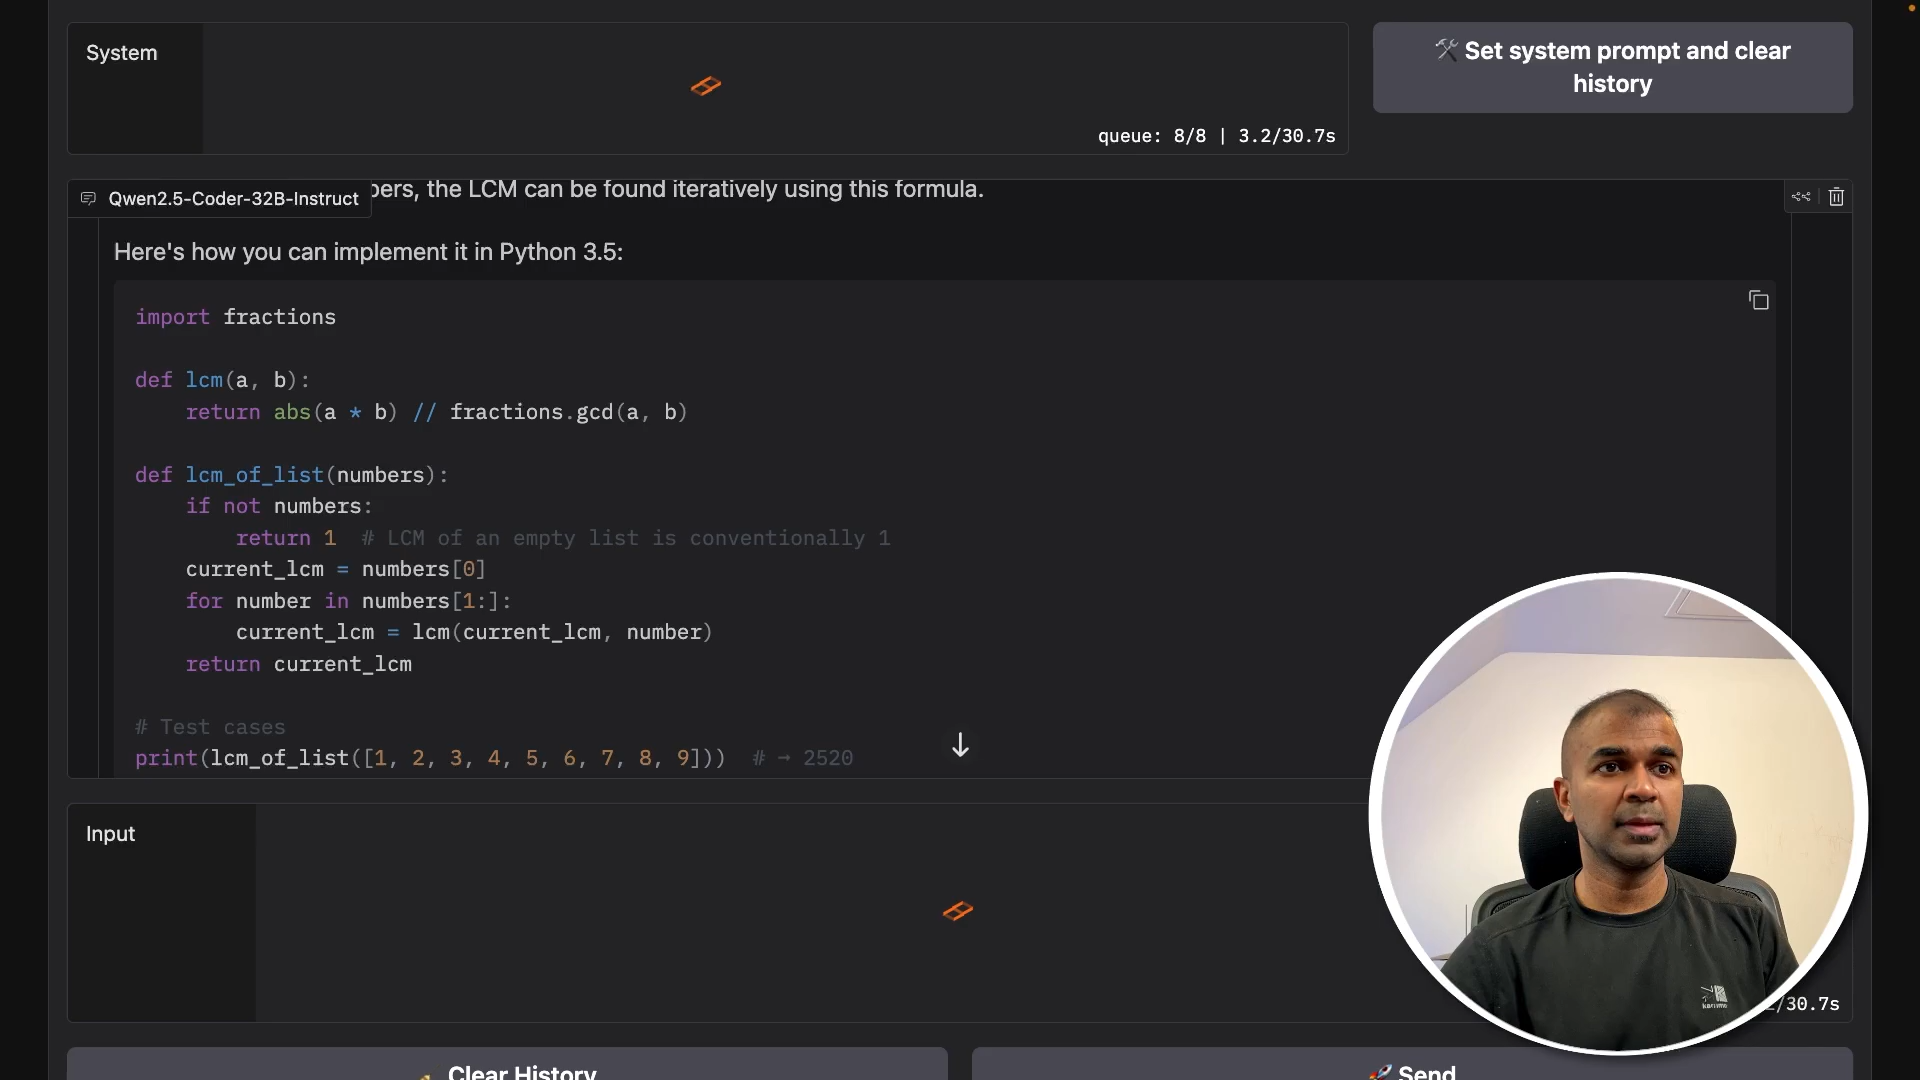 System
🛠 Set system prompt and clear
history
queue: 8/8 | 3.2/30.7s
Qwen2.5-Coder-32B-Instruct
bers, the LCM can be found iteratively using this formula.
Here's how you can implement it in Python 3.5:
import fractions
def lcm(a, b):
    return abs(a * b) // fractions.gcd(a, b)
def lcm_of_list(numbers):
    if not numbers:
        return 1  # LCM of an empty list is conventionally 1
    current_lcm = numbers[0]
    for number in numbers[1:]:
        current_lcm = lcm(current_lcm, number)
    return current_lcm
# Test cases
print(lcm_of_list([1, 2, 3, 4, 5, 6, 7, 8, 9]))  # → 2520
Input
/30.7s
Clear History
🚀 Send